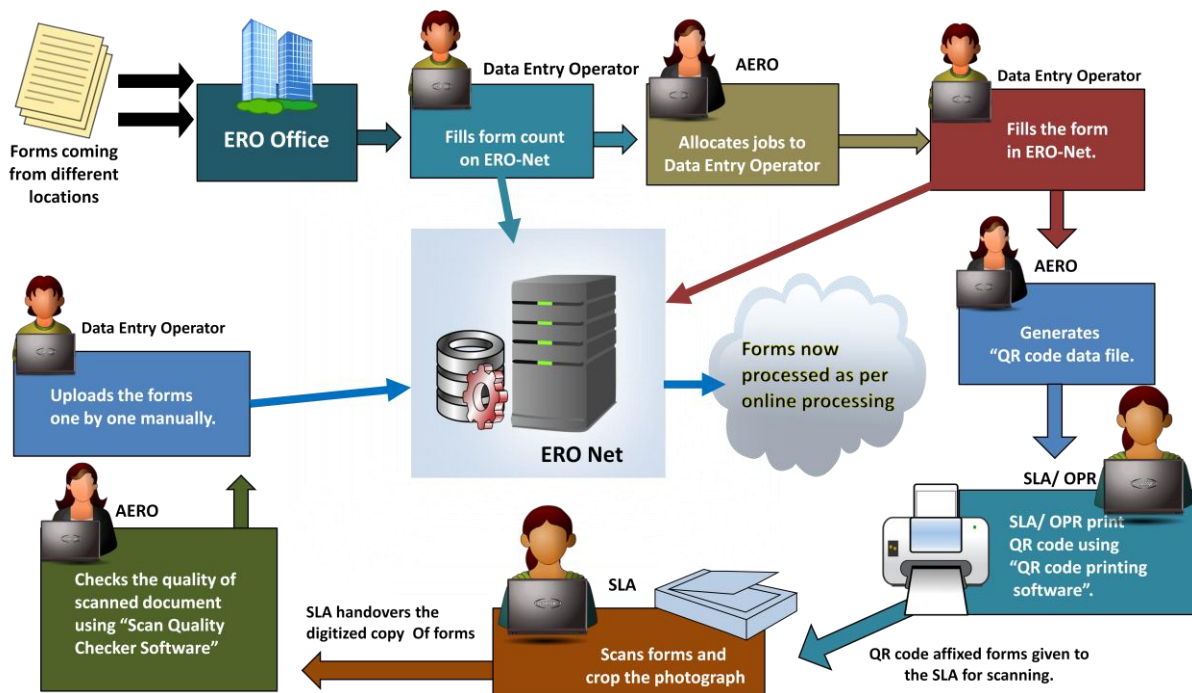 Forms coming
from different
locations
ERO Office
Data Entry Operator
Fills form count
on ERO-Net
AERO
Allocates jobs to
Data Entry Operator
Data Entry Operator
Fills the form
in ERO-Net.
AERO
Generates
“QR code data file.
SLA/ OPR
SLA/ OPR print
QR code using
“QR code printing
software”.
QR code affixed forms given to
the SLA for scanning.
SLA
Scans forms and
crop the photograph
SLA handovers the
digitized copy Of forms
AERO
Checks the quality of
scanned document
using “Scan Quality
Checker Software”
Data Entry Operator
Uploads the forms
one by one manually.
ERO Net
Forms now
processed as per
online processing